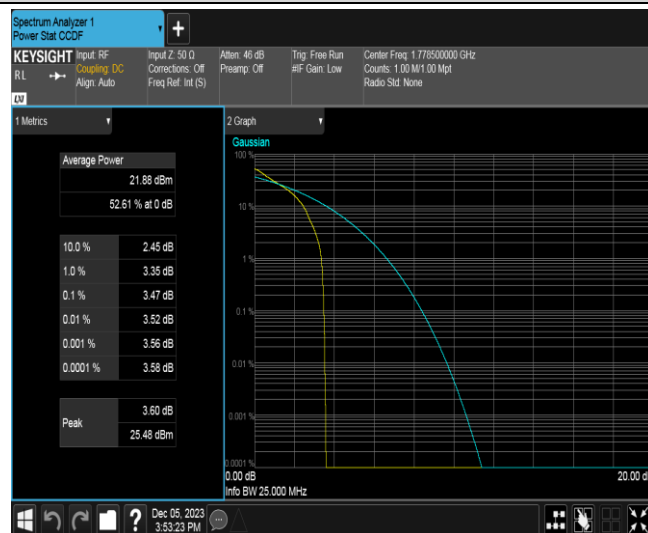 Spectrum Analyzer 1
Power Stat CCDF
+
KEYSIGHT
RL
LXI
Input: RF
Coupling: DC
Align: Auto
Input Z: 50 Ω
Corrections: Off
Freq Ref: Int (S)
Atten: 46 dB
Preamp: Off
Trig: Free Run
#IF Gain: Low
Center Freq: 1.778500000 GHz
Counts: 1.00 M/1.00 Mpt
Radio Std: None
1 Metrics
Average Power
21.88 dBm
52.61 % at 0 dB
10.0 % 2.45 dB
1.0 % 3.35 dB
0.1 % 3.47 dB
0.01 % 3.52 dB
0.001 % 3.56 dB
0.0001 % 3.58 dB
Peak
3.60 dB
25.48 dBm
2 Graph
Gaussian
100 %
10 %
1 %
0.1 %
0.01 %
0.001 %
0.0001 %
0.00 dB
20.00 d
Info BW 25.000 MHz
?
Dec 05, 2023
3:53:23 PM